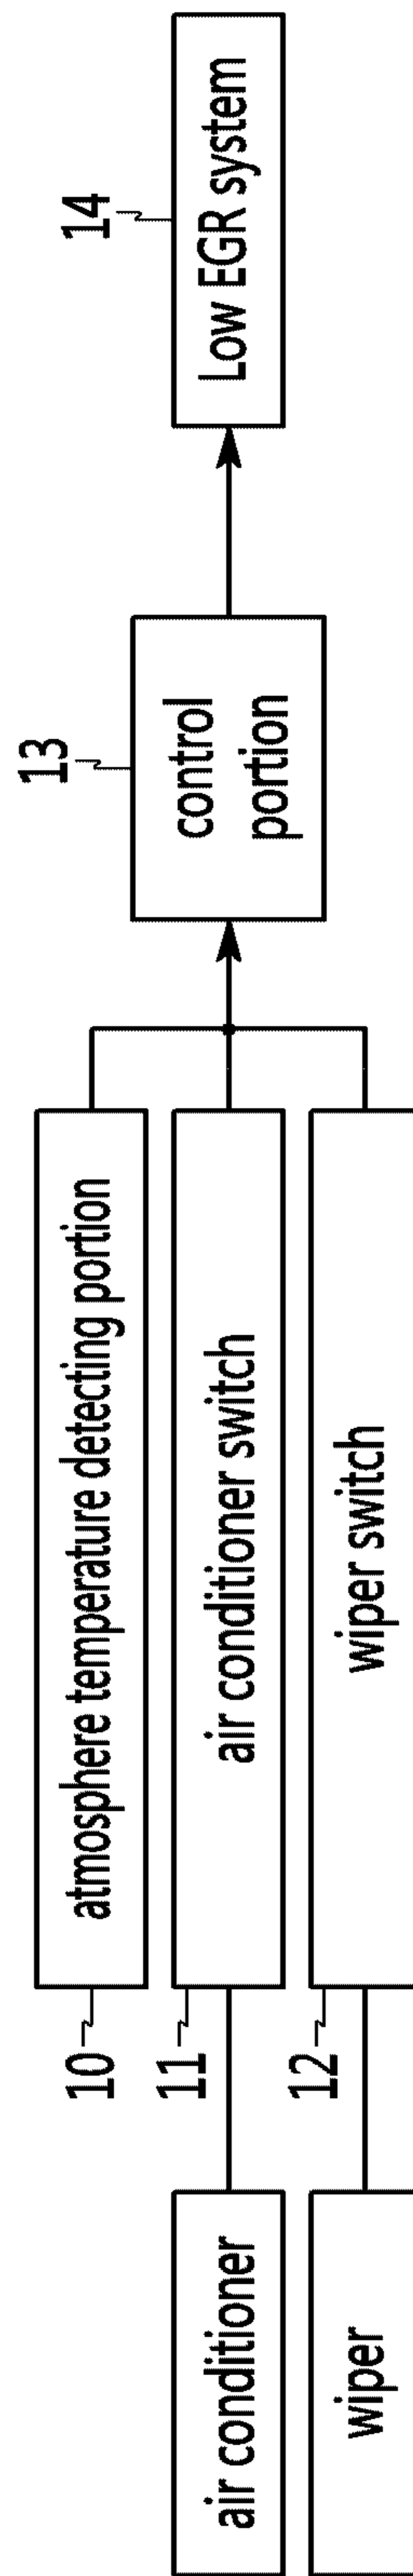 10
atmosphere temperature detecting portion
air conditioner
11
air conditioner switch
wiper
12
wiper switch
13
control
portion
14
Low EGR system